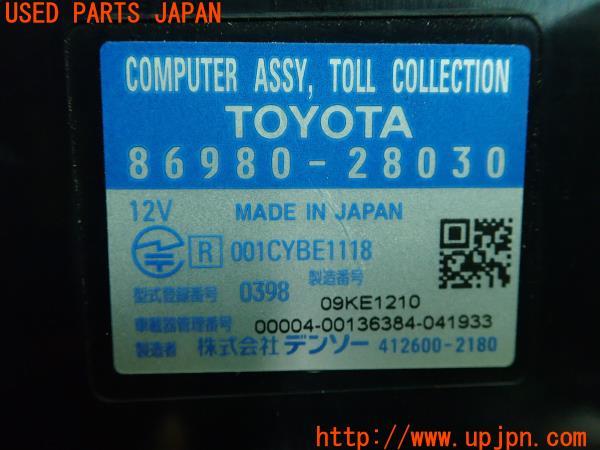 USED PARTS JAPAN
COMPUTER ASSY, TOLL COLLECTION
TOYOTA
86980-28030
12V MADE IN JAPAN
R 001CYBE1118
型式登録番号 0398 製造番号 09KE1210
車載器管理番号 00004-00136384-041933
製造者 株式会社 デンソー 412600-2180
UPJ
www.upjpn.com